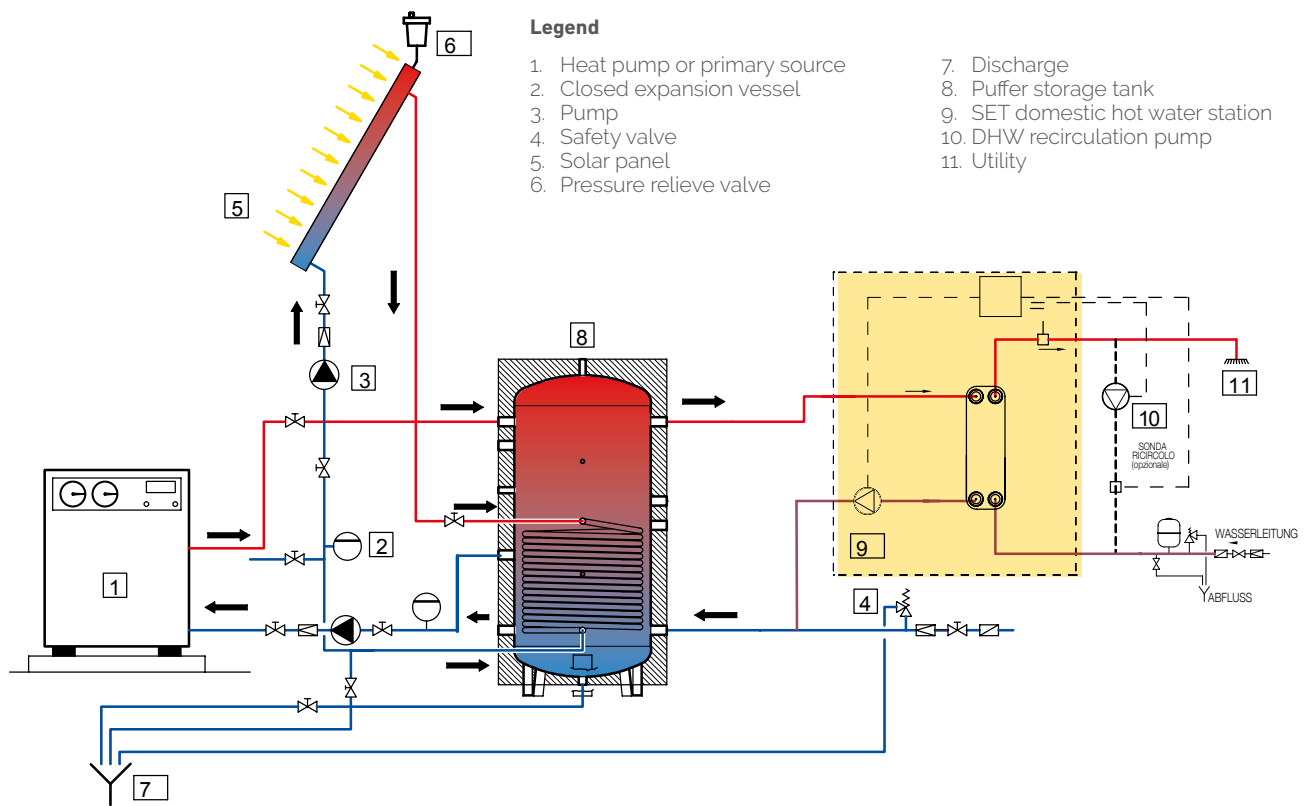 Legend
1. Heat pump or primary source
2. Closed expansion vessel
3. Pump
4. Safety valve
5. Solar panel
6. Pressure relieve valve
7. Discharge
8. Puffer storage tank
9. SET domestic hot water station
10. DHW recirculation pump
11. Utility
6
5
8
3
11
10
SONDA
RICIRCOLO
(opzionale)
2
9
WASSERLEITUNG
1
4
ABFLUSS
7